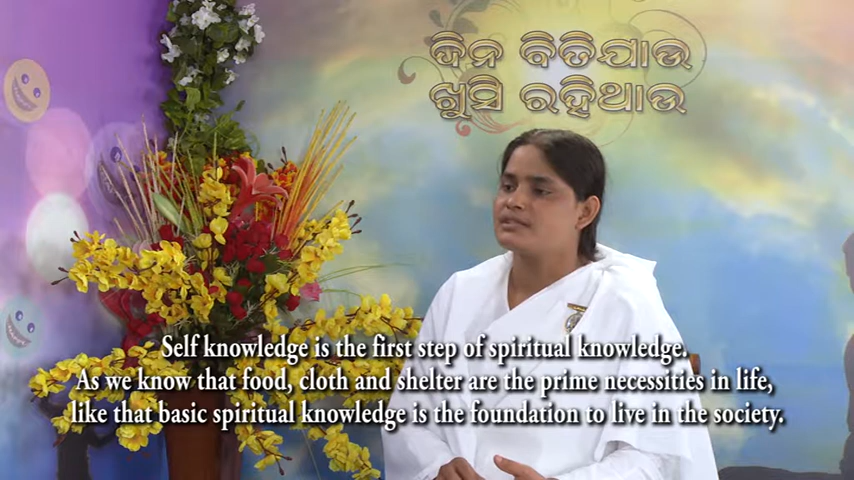 ଦିନ ବିତିଯାଉ
ଖୁସି ରହିଥାଉ
Self knowledge is the first step of spiritual knowledge.
As we know that food, cloth and shelter are the prime necessities in life,
like that basic spiritual knowledge is the foundation to live in the society.